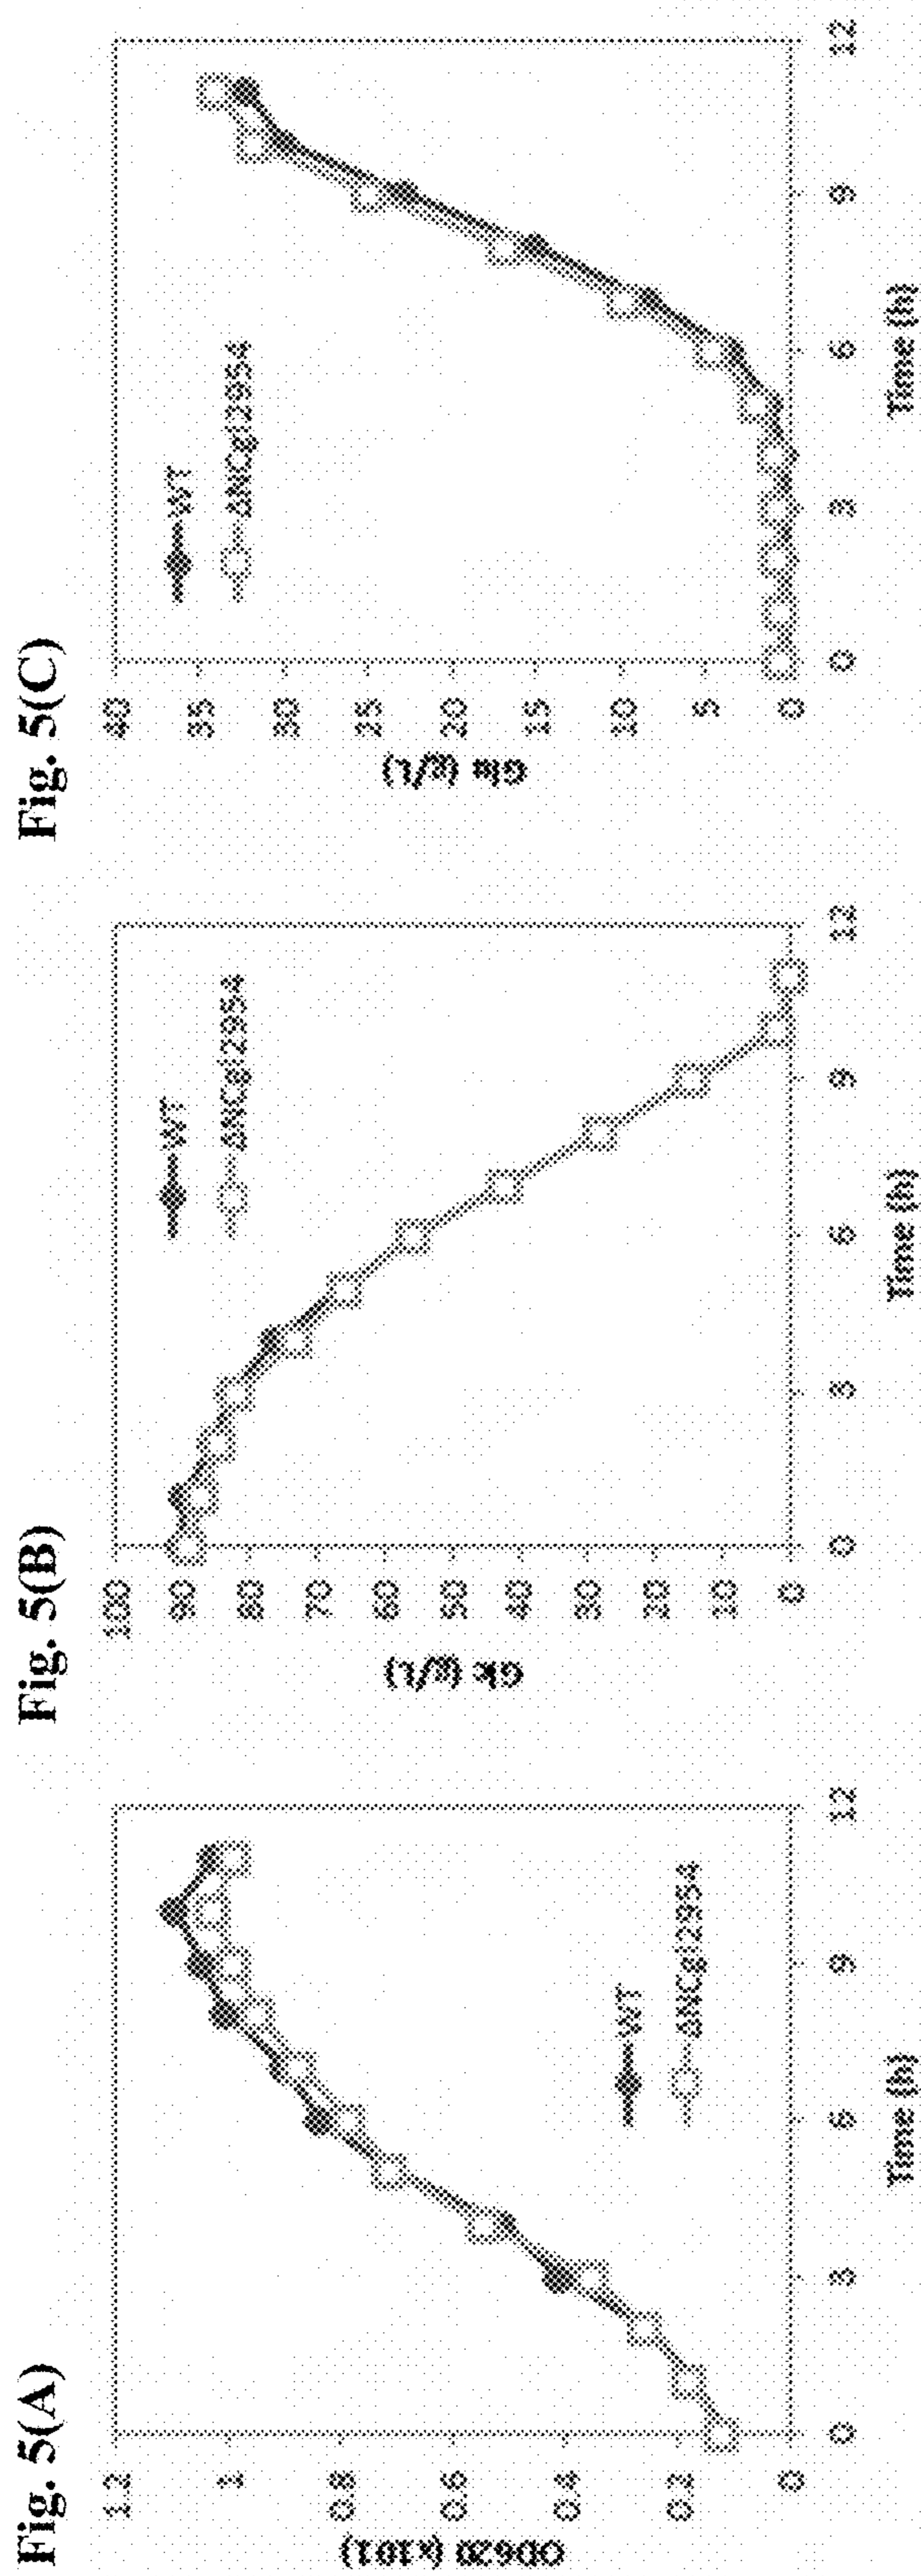 Fig. 5(A)
1.2
1
0.8
0.6
0.4
0.2
0
OD620 (x101)
WT
ΔNCgl2954
0
3
6
9
12
Time (h)
Fig. 5(B)
100
90
80
70
60
50
40
30
20
10
0
Glc (g/L)
WT
ΔNCgl2954
0
3
6
9
12
Time (h)
Fig. 5(C)
40
35
30
25
20
15
10
5
0
Glu (g/L)
WT
ΔNCgl2954
0
3
6
9
12
Time (h)